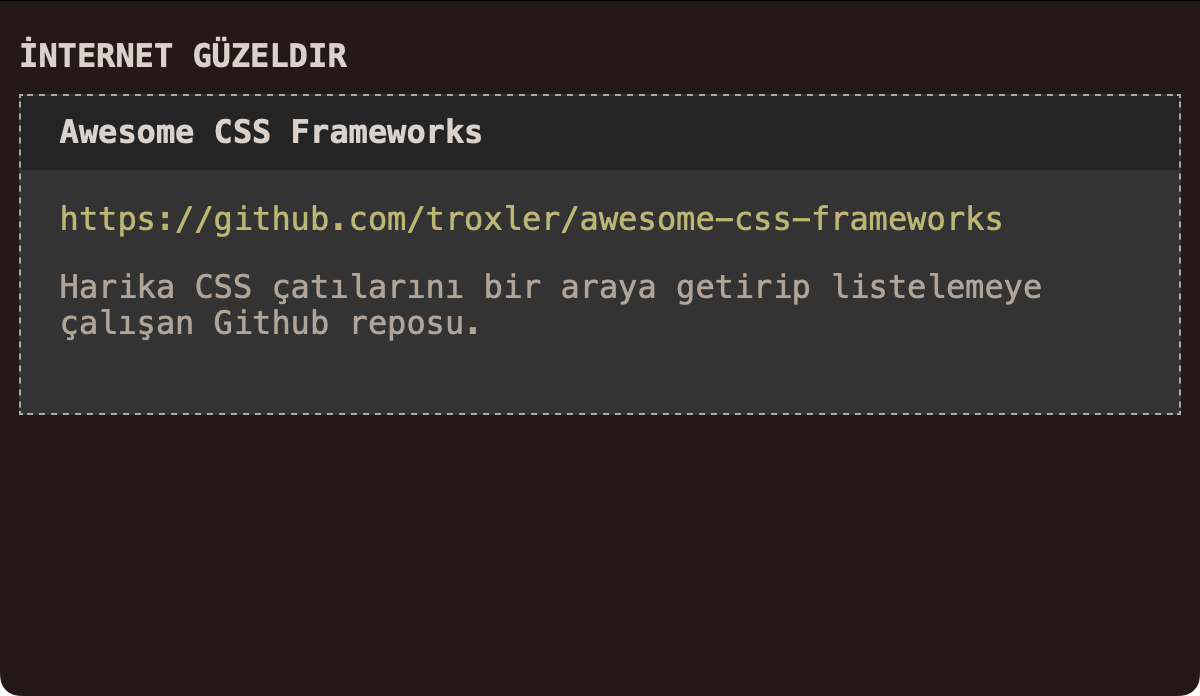 İNTERNET GÜZELDIR
Awesome CSS Frameworks
https://github.com/troxler/awesome-css-frameworks
Harika CSS çatılarını bir araya getirip listelemeye
çalışan Github reposu.